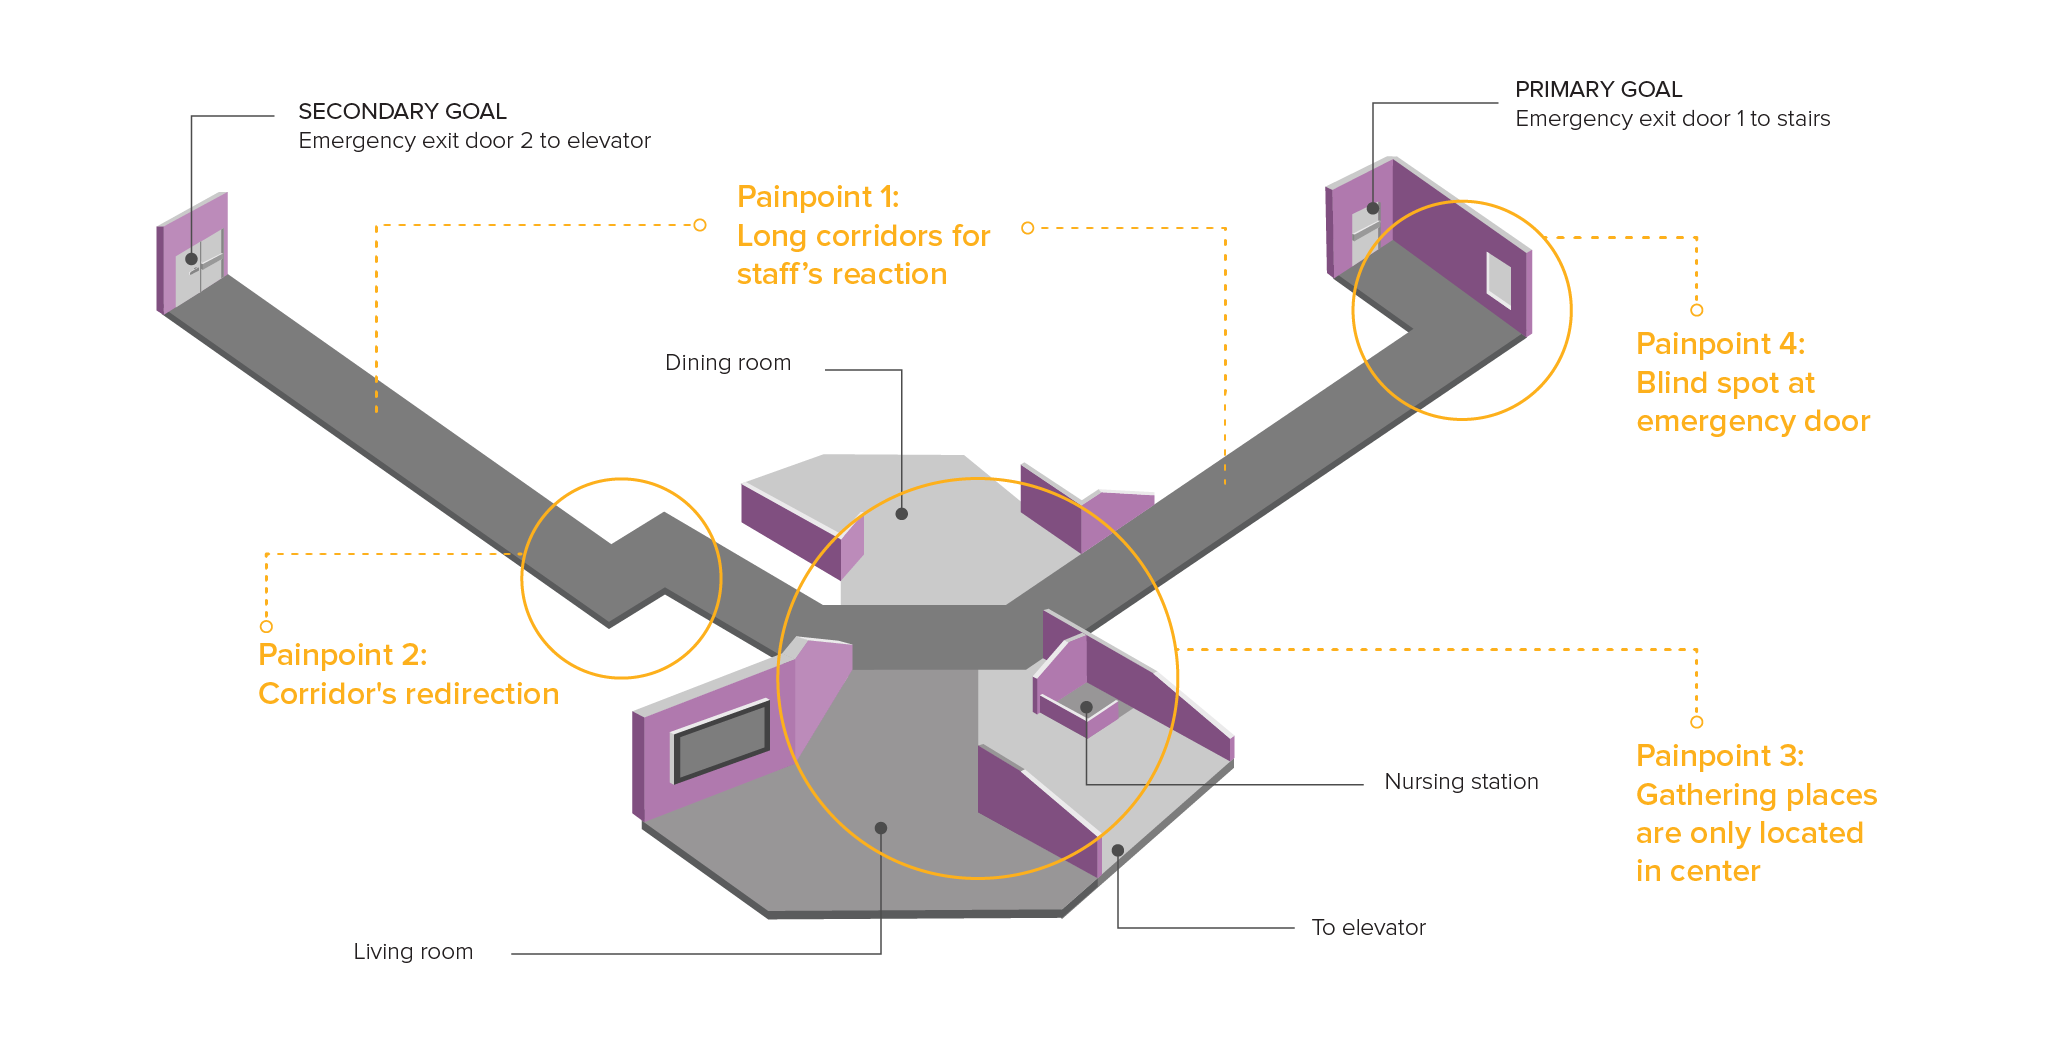 SECONDARY GOAL
Emergency exit door 2 to elevator
PRIMARY GOAL
Emergency exit door 1 to stairs
Painpoint 1:
Long corridors for
staff’s reaction
Dining room
Painpoint 4:
Blind spot at
emergency door
Painpoint 2:
Corridor's redirection
Nursing station
Painpoint 3:
Gathering places
are only located
in center
To elevator
Living room